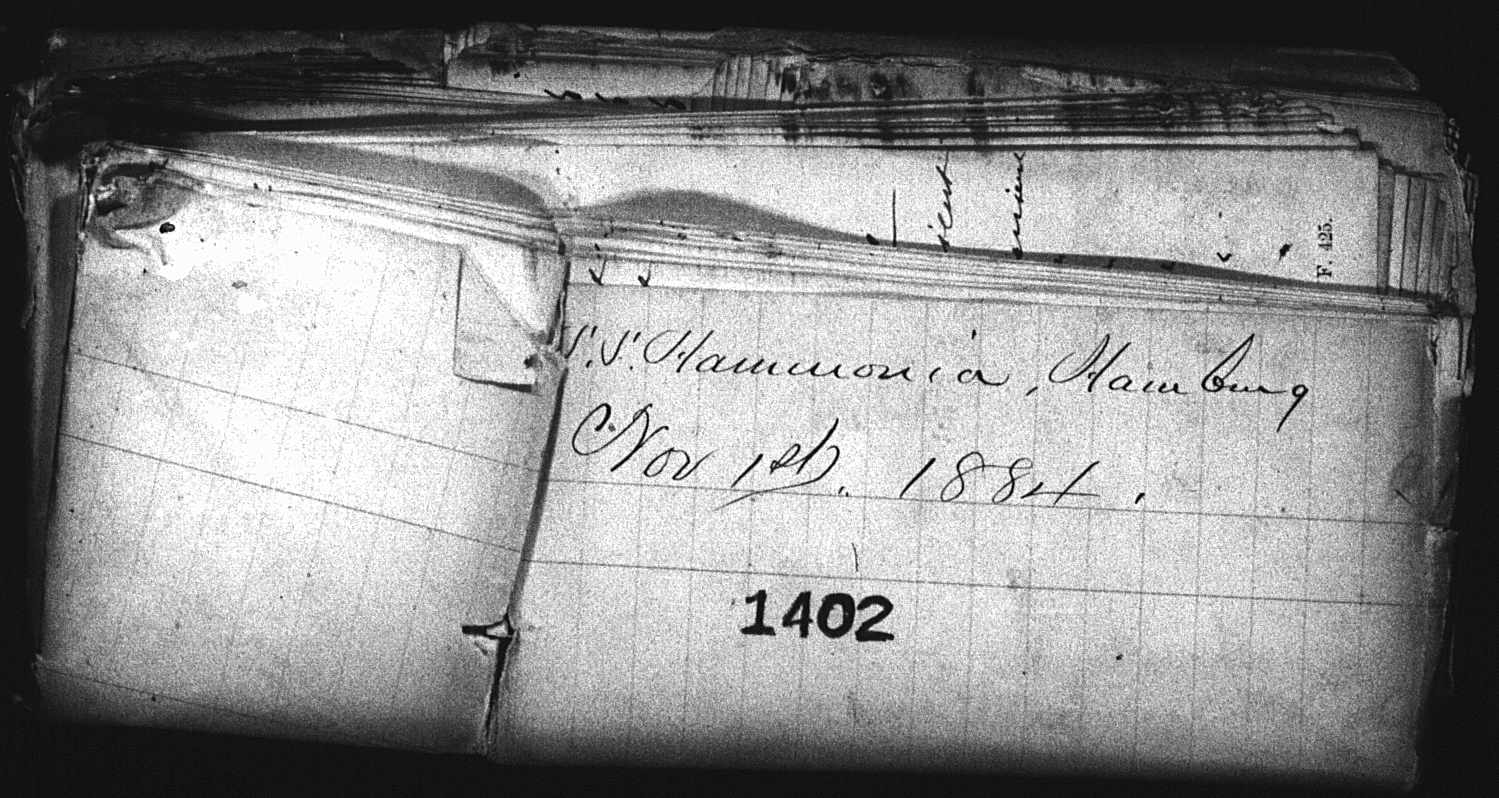 F. 425.
S.S. Hammonia, Hamburg
Nov 1st. 1884.
1402